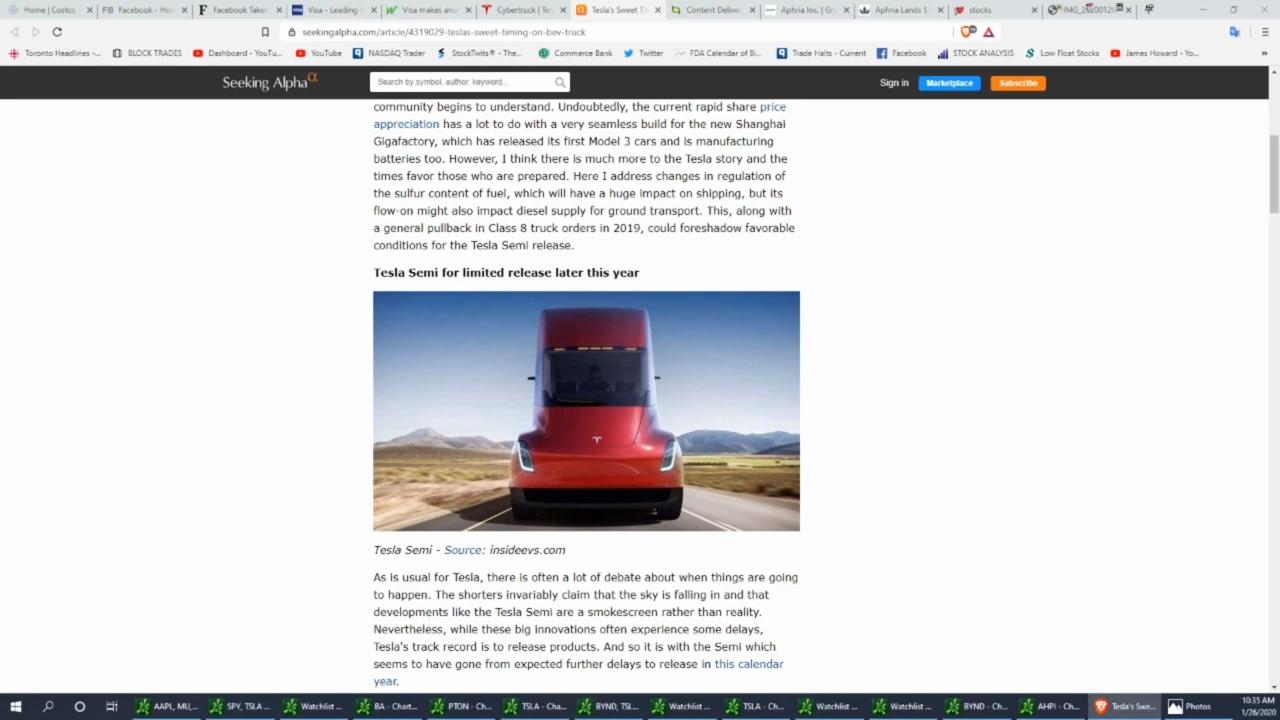 Home | Costco
FB Facebook - Hom
Facebook Takes
VISA Visa - Leading
Visa makes ano
Cybertruck | Tes
Tesla's Sweet Ti
Content Deliver
Aphria Inc. | Gro
Aphria Lands S
stocks
seekingalpha.com/article/4319029-teslas-sweet-timing-on-bev-truck
Toronto Headlines -...
BLOCK TRADES
Dashboard - YouTu...
YouTube
NASDAQ Trader
StockTwits® - The...
Commerce Bank
Twitter
FDA Calendar of Bi...
Trade Halts - Current
Facebook
STOCK ANALYSIS
Low Float Stocks
James Howard - Yo...
»
Seeking Alpha α
Search by symbol, author, keyword...
Sign in
Marketplace
Subscribe
community begins to understand. Undoubtedly, the current rapid share price
appreciation has a lot to do with a very seamless build for the new Shanghai
Gigafactory, which has released its first Model 3 cars and is manufacturing
batteries too. However, I think there is much more to the Tesla story and the
times favor those who are prepared. Here I address changes in regulation of
the sulfur content of fuel, which will have a huge impact on shipping, but its
flow-on might also impact diesel supply for ground transport. This, along with
a general pullback in Class 8 truck orders in 2019, could foreshadow favorable
conditions for the Tesla Semi release.
Tesla Semi for limited release later this year
Tesla Semi - Source: insideevs.com
As is usual for Tesla, there is often a lot of debate about when things are going
to happen. The shorters invariably claim that the sky is falling in and that
developments like the Tesla Semi are a smokescreen rather than reality.
Nevertheless, while these big innovations often experience some delays,
Tesla's track record is to release products. And so it is with the Semi which
seems to have gone from expected further delays to release in this calendar
year.
AAPL, MU,...
SPY, TSLA ...
Watchlist ...
BA - Chart...
PTON - Ch...
TSLA - Cha...
BYND, TSL...
Watchlist ...
TSLA - Ch...
Watchlist ...
Watchlist ...
BYND - Ch...
AHPI - Ch...
Tesla's Swe...
Photos
10:35 AM
1/26/2020